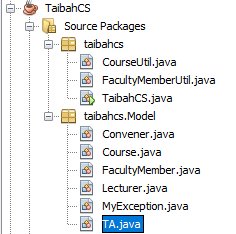 TaibahCS
Source Packages
taibahcs
CourseUtil.java
FacultyMemberUtil.java
TaibahCS.java
taibahcs.Model
Convener.java
Course.java
FacultyMember.java
Lecturer.java
MyException.java
TA.java